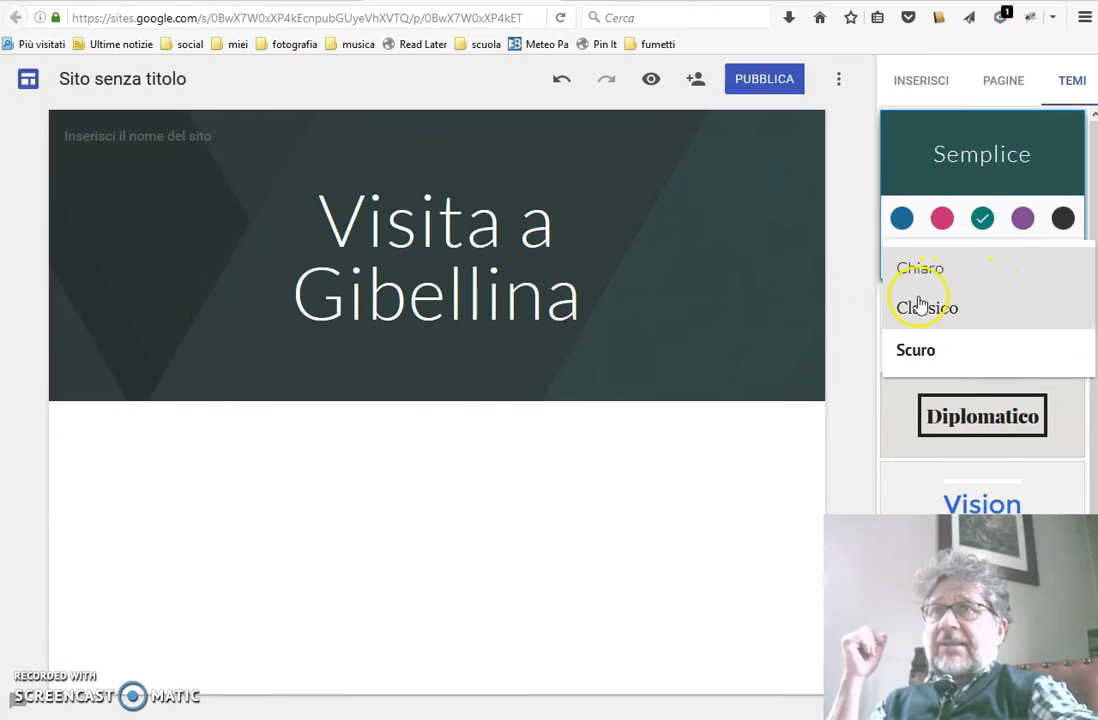 https://sites.google.com/s/0BwX7W0xXP4kEcnpubGUyeVhXVTQ/p/0BwX7W0xXP4kET
Cerca
1
Più visitati
Ultime notizie
social
miei
fotografia
musica
Read Later
scuola
Meteo Pa
Pin It
fumetti
Sito senza titolo
PUBBLICA
INSERISCI
PAGINE
TEMI
Inserisci il nome del sito
Visita a
Gibellina
Semplice
Chiaro
Classico
Scuro
Diplomatico
Vision
RECORDED WITH
SCREENCAST MATIC